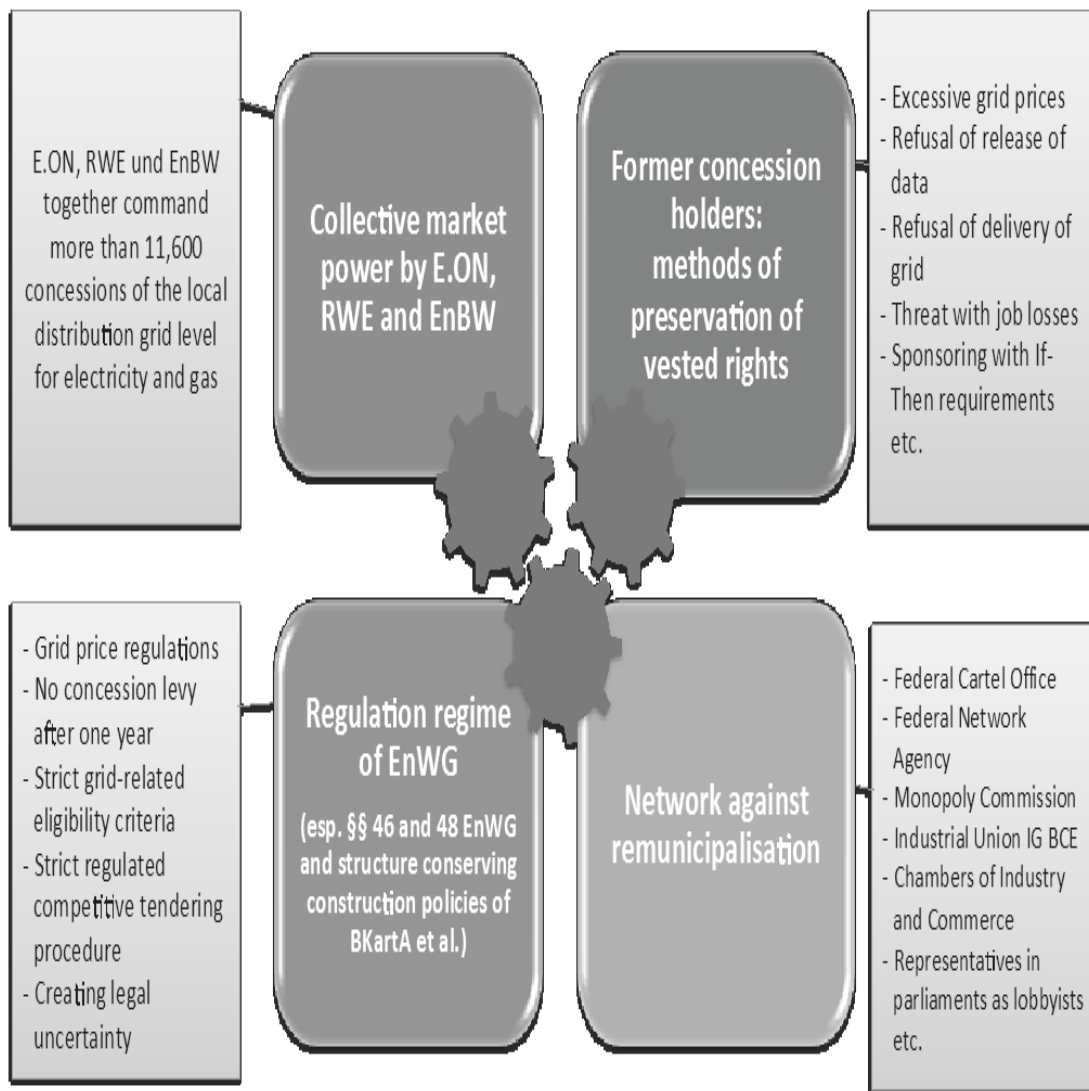 E.ON, RWE und EnBW
together command
more than 11,600
concessions of the local
distribution grid level
for electricity and gas
Collective market
power by E.ON,
RWE and EnBW
Former concession
holders:
methods of
preservation of
vested rights
- Excessive grid prices
- Refusal of release of
data
- Refusal of delivery of
grid
- Threat with job losses
- Sponsoring with If-
Then requirements
etc.
- Grid price regulations
- No concession levy
after one year
- Strict grid-related
eligibility criteria
- Strict regulated
competitive tendering
procedure
- Creating legal
uncertainty
Regulation regime
of EnWG
(esp. §§ 46 and 48 EnWG
and structure conserving
construction policies of
BKartA et al.)
Network against
remunicipalisation
- Federal Cartel Office
- Federal Network
Agency
- Monopoly Commission
- Industrial Union IG BCE
- Chambers of Industry
and Commerce
- Representatives in
parliaments as lobbyists
etc.